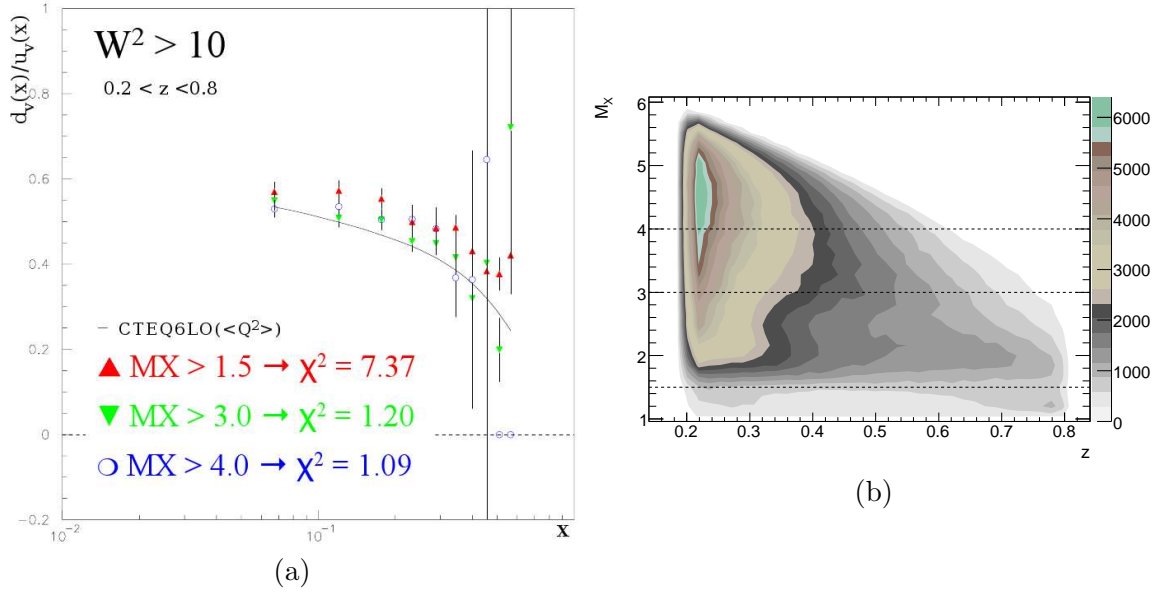 d_v(x)/u_v(x)
1
0.8
0.6
0.4
0.2
0
−0.2
W² > 10
0.2 < z <0.8
— CTEQ6LO(<Q²>)
▲ MX > 1.5 → χ² = 7.37
▼ MX > 3.0 → χ² = 1.20
○ MX > 4.0 → χ² = 1.09
10⁻²
10⁻¹
x
(a)
M_X
6
5
4
3
2
1
0.2 0.3 0.4 0.5 0.6 0.7 0.8
z
6000
5000
4000
3000
2000
1000
0
(b)